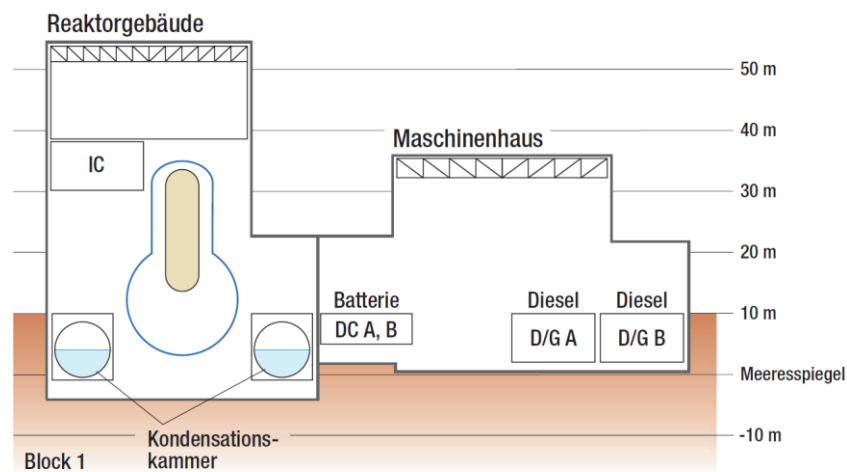 Reaktorgebäude
50 m
40 m
Maschinenhaus
IC
30 m
20 m
Batterie
Diesel
Diesel
10 m
DC A, B
D/G A
D/G B
Meeresspiegel
-10 m
Kondensations-
kammer
Block 1